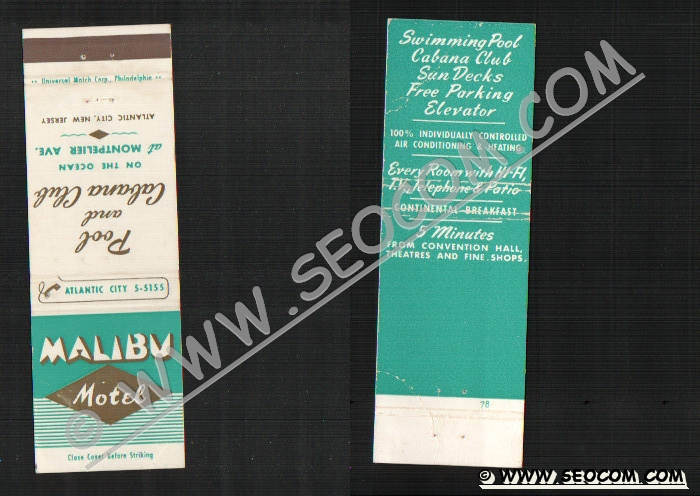 •• Universal Match Corp., Philadelphia ••
ATLANTIC CITY, NEW JERSEY
at MONTPELIER AVE.
ON THE OCEAN
Cabana Club
and
Pool
ATLANTIC CITY 5-5155
MALIBU
Motel
Close Cover Before Striking
Swimming Pool
Cabana Club
Sun Decks
Free Parking
Elevator
100% INDIVIDUALLY CONTROLLED
AIR CONDITIONING & HEATING
Every Room with Hi-Fi,
T.V., Telephone & Patio
CONTINENTAL BREAKFAST
5 Minutes
FROM CONVENTION HALL,
THEATRES AND FINE SHOPS.
78
© WWW.SEOCOM.COM
© WWW.SEOCOM.COM